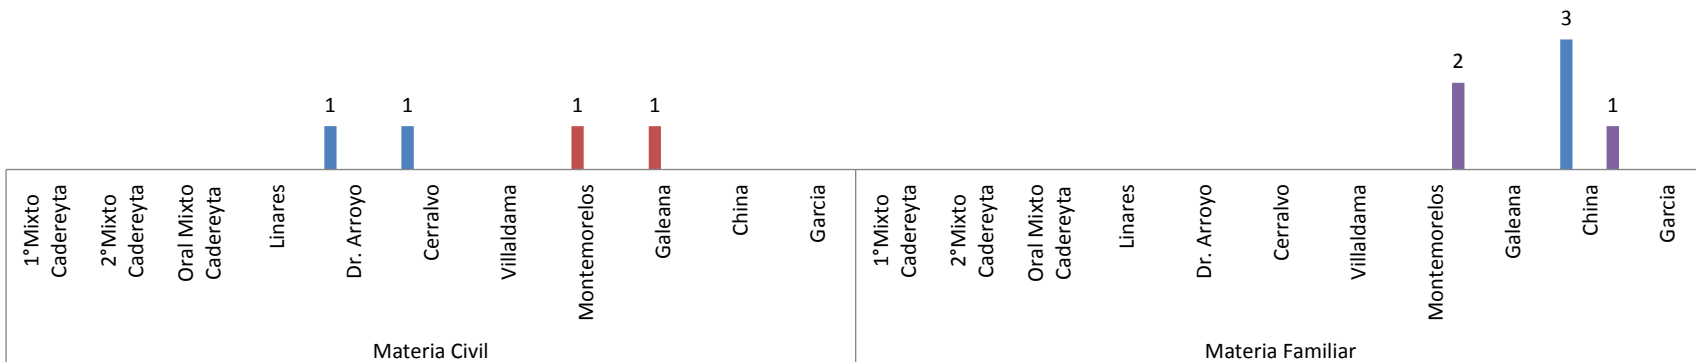 3
2
1
1
1
1
1
1°Mixto
Cadereyta
2°Mixto
Cadereyta
Oral Mixto
Cadereyta
Linares
Dr. Arroyo
Cerralvo
Villaldama
Montemorelos
Galeana
China
Garcia
1°Mixto
Cadereyta
2°Mixto
Cadereyta
Oral Mixto
Cadereyta
Linares
Dr. Arroyo
Cerralvo
Villaldama
Montemorelos
Galeana
China
Garcia
Materia Civil
Materia Familiar